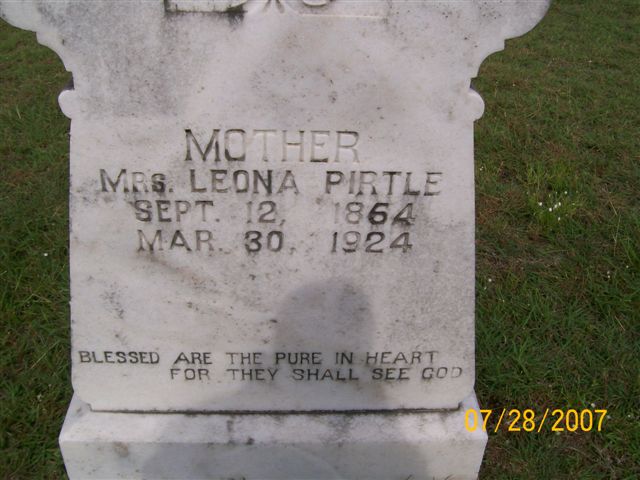 MOTHER
MRS. LEONA PIRTLE
SEPT. 12, 1864
MAR. 30, 1924
BLESSED ARE THE PURE IN HEART
FOR THEY SHALL SEE GOD
07/28/2007